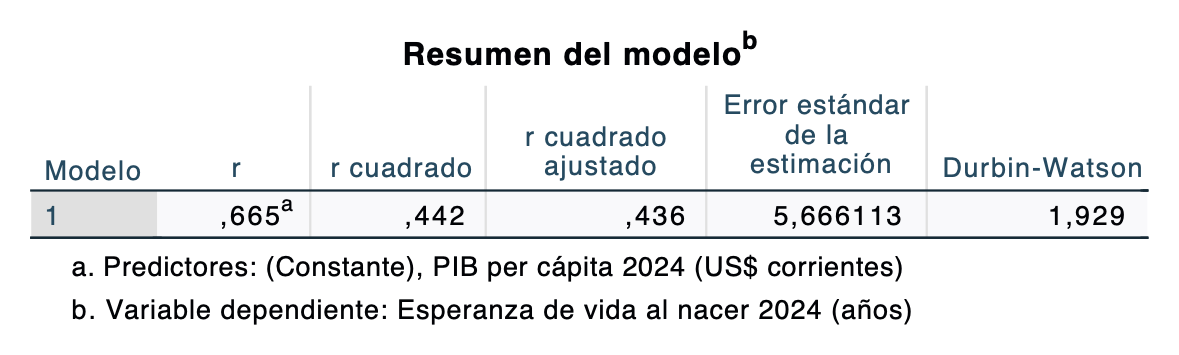 Resumen del modelob
Error estándar
r cuadrado de la
Modelo r r cuadrado ajustado estimación Durbin-Watson
1 ,665a ,442 ,436 5,666113 1,929
a. Predictores: (Constante), PIB per cápita 2024 (US$ corrientes)
b. Variable dependiente: Esperanza de vida al nacer 2024 (años)